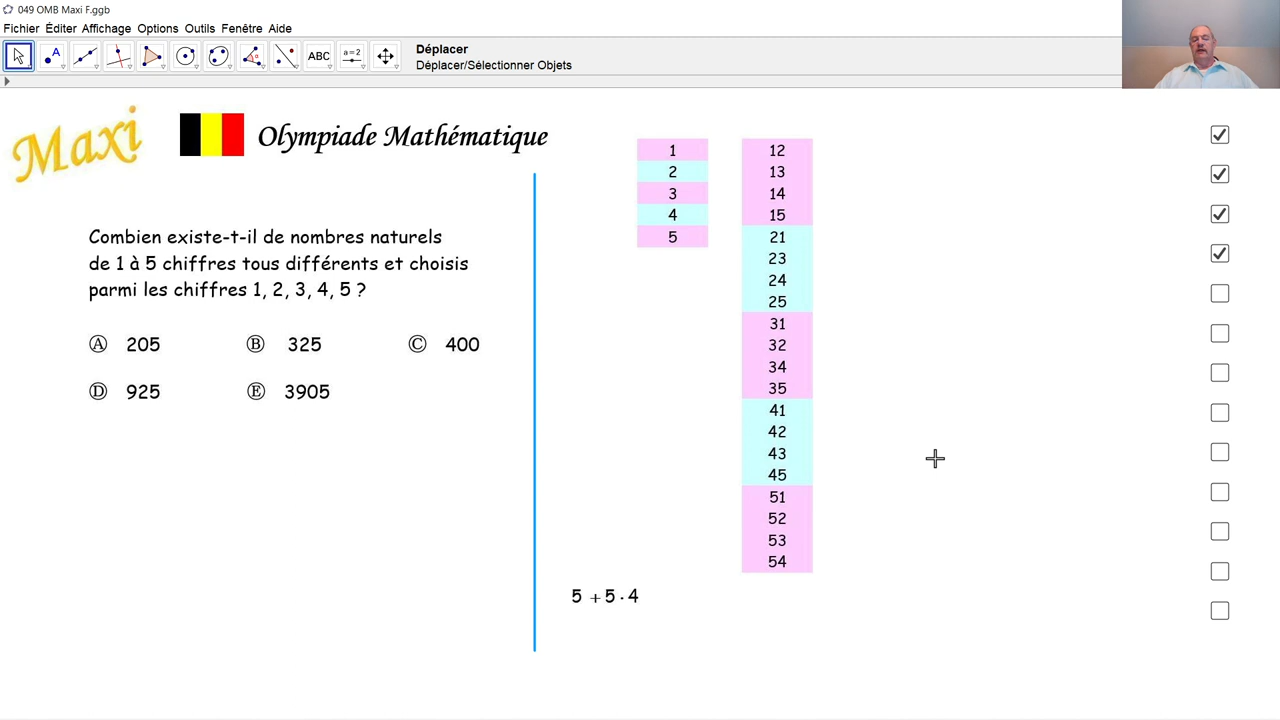 049 OMB Maxi F.ggb
Fichier Éditer Affichage Options Outils Fenêtre Aide
A
ABC
a=2
Déplacer
Déplacer/Sélectionner Objets
Maxi
Olympiade Mathématique
Combien existe-t-il de nombres naturels
de 1 à 5 chiffres tous différents et choisis
parmi les chiffres 1, 2, 3, 4, 5 ?
Ⓐ 205 Ⓑ 325 Ⓒ 400
Ⓓ 925 Ⓔ 3905
1
2
3
4
5
12
13
14
15
21
23
24
25
31
32
34
35
41
42
43
45
51
52
53
54
5 + 5 · 4